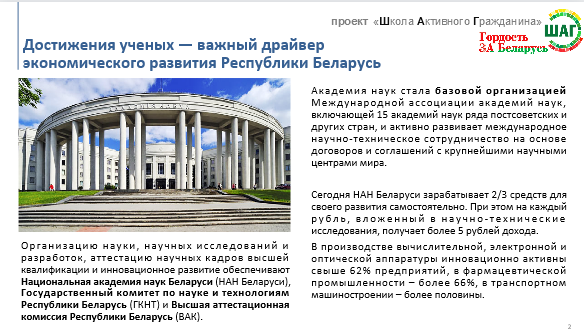 проект «Школа Активного Гражданина»
Гордость
ЗА Беларусь
ШАГ
Достижения ученых — важный драйвер
экономического развития Республики Беларусь
Организацию науки, научных исследований и
разработок, аттестацию научных кадров высшей
квалификации и инновационное развитие обеспечивают
Национальная академия наук Беларуси (НАН Беларуси),
Государственный комитет по науке и технологиям
Республики Беларусь (ГКНТ) и Высшая аттестационная
комиссия Республики Беларусь (ВАК).
Академия наук стала базовой организацией
Международной ассоциации академий наук,
включающей 15 академий наук ряда постсоветских и
других стран, и активно развивает международное
научно-техническое сотрудничество на основе
договоров и соглашений с крупнейшими научными
центрами мира.
Сегодня НАН Беларуси зарабатывает 2/3 средств для
своего развития самостоятельно. При этом на каждый
рубль, вложенный в научно-технические
исследования, получает более 5 рублей дохода.
В производстве вычислительной, электронной и
оптической аппаратуры инновационно активны
свыше 62% предприятий, в фармацевтической
промышленности – более 66%, в транспортном
машиностроении – более половины.
2